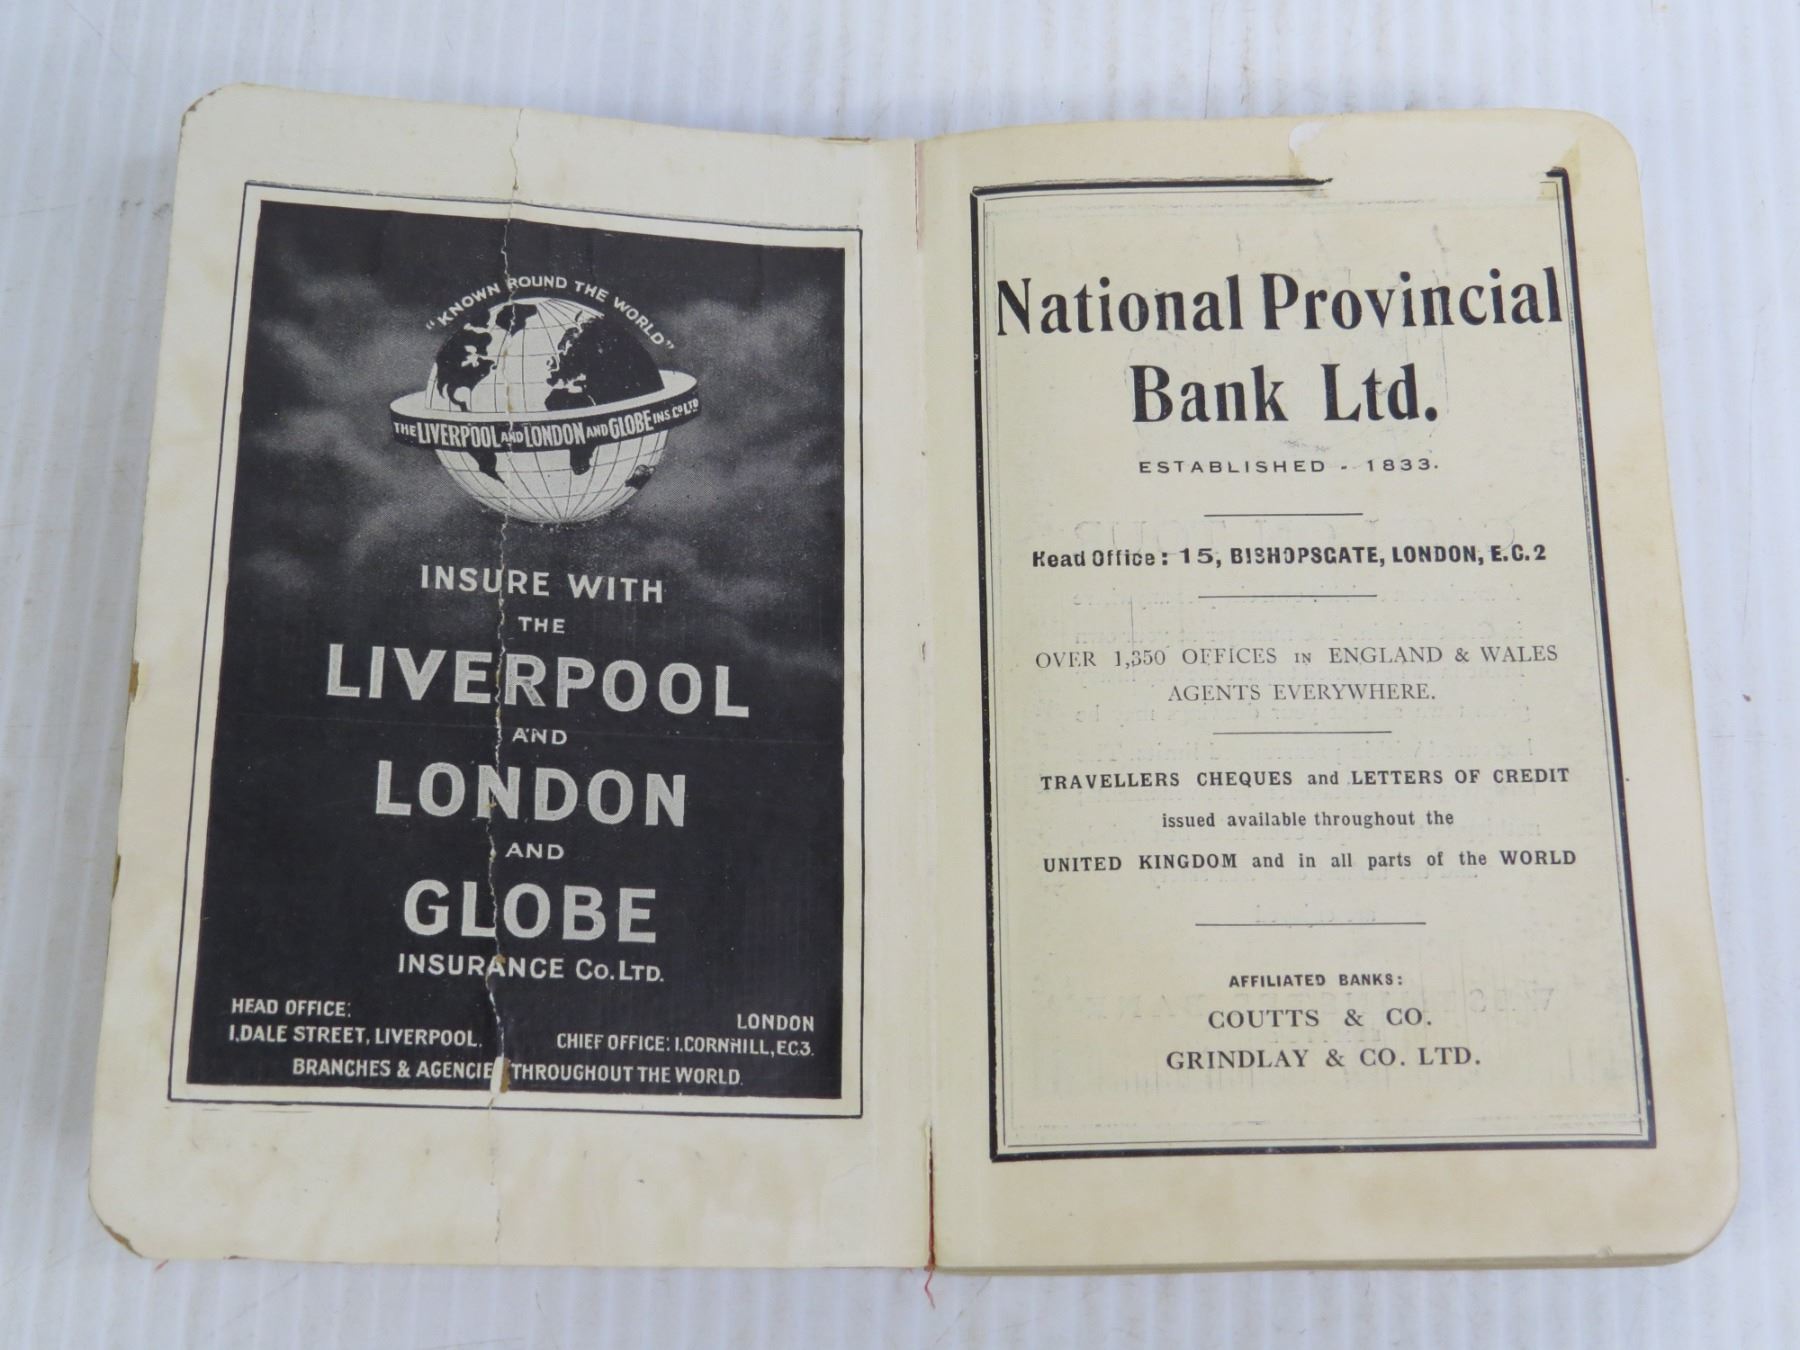 "KNOWN ROUND THE WORLD"
THE LIVERPOOL AND LONDON AND GLOBE INS CO LTD
INSURE WITH
THE
LIVERPOOL
AND
LONDON
AND
GLOBE
INSURANCE Co. LTD.
HEAD OFFICE:
1, DALE STREET, LIVERPOOL.
LONDON
CHIEF OFFICE: 1. CORNHILL, E.C.3.
BRANCHES & AGENCIE THROUGHOUT THE WORLD.
National Provincial
Bank Ltd.
ESTABLISHED - 1833.
Head Office: 15, BISHOPSGATE, LONDON, E.C.2
OVER 1,350 OFFICES IN ENGLAND & WALES
AGENTS EVERYWHERE.
TRAVELLERS CHEQUES and LETTERS OF CREDIT
issued available throughout the
UNITED KINGDOM and in all parts of the WORLD
AFFILIATED BANKS:
COUTTS & CO.
GRINDLAY & CO. LTD.